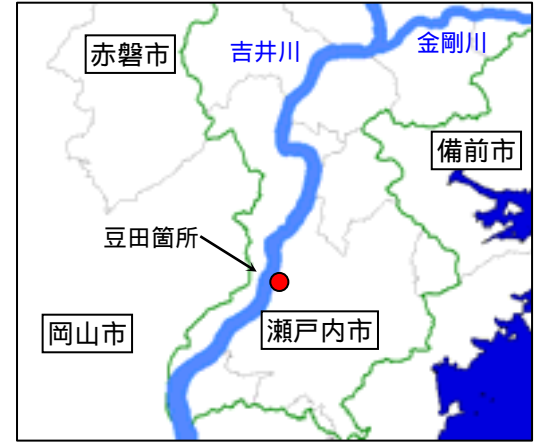 赤磐市
吉井川
金剛川
備前市
豆田箇所
岡山市
瀬戸内市